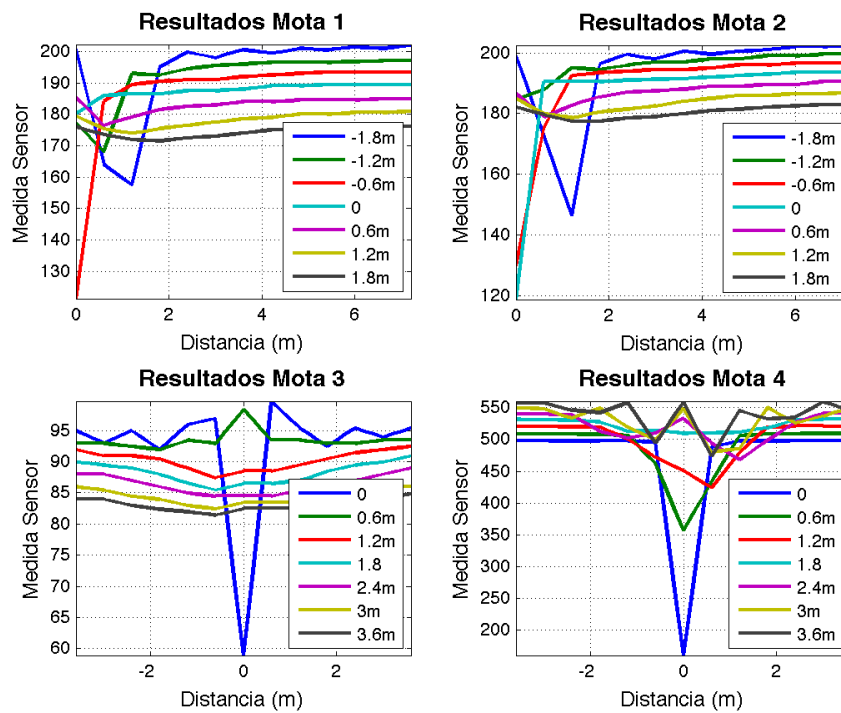 Resultados Mota 1
200
190
180
170
160
150
140
130
0
2
4
6
Medida Sensor
Distancia (m)
-1.8m
-1.2m
-0.6m
0
0.6m
1.2m
1.8m
Resultados Mota 2
200
180
160
140
120
0
2
4
6
Medida Sensor
Distancia (m)
-1.8m
-1.2m
-0.6m
0
0.6m
1.2m
1.8m
Resultados Mota 3
95
90
85
80
75
70
65
60
-2
0
2
Medida Sensor
Distancia (m)
0
0.6m
1.2m
1.8
2.4m
3m
3.6m
Resultados Mota 4
550
500
450
400
350
300
250
200
-2
0
2
Medida Sensor
Distancia (m)
0
0.6m
1.2m
1.8
2.4m
3m
3.6m